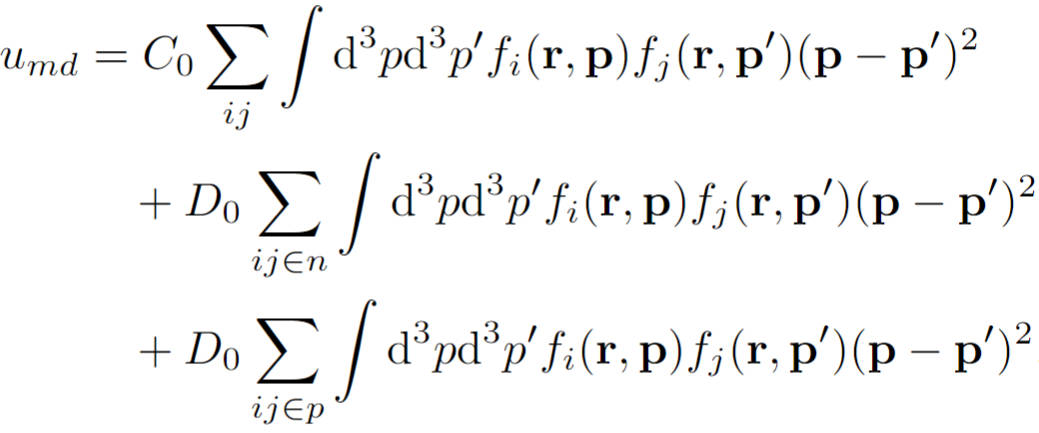 u_{md} = C_0 \sum_{ij} \int d^3p d^3p' f_i(\mathbf{r}, \mathbf{p}) f_j(\mathbf{r}, \mathbf{p}')(\mathbf{p} - \mathbf{p}')^2
+ D_0 \sum_{ij \in n} \int d^3p d^3p' f_i(\mathbf{r}, \mathbf{p}) f_j(\mathbf{r}, \mathbf{p}')(\mathbf{p} - \mathbf{p}')^2
+ D_0 \sum_{ij \in p} \int d^3p d^3p' f_i(\mathbf{r}, \mathbf{p}) f_j(\mathbf{r}, \mathbf{p}')(\mathbf{p} - \mathbf{p}')^2